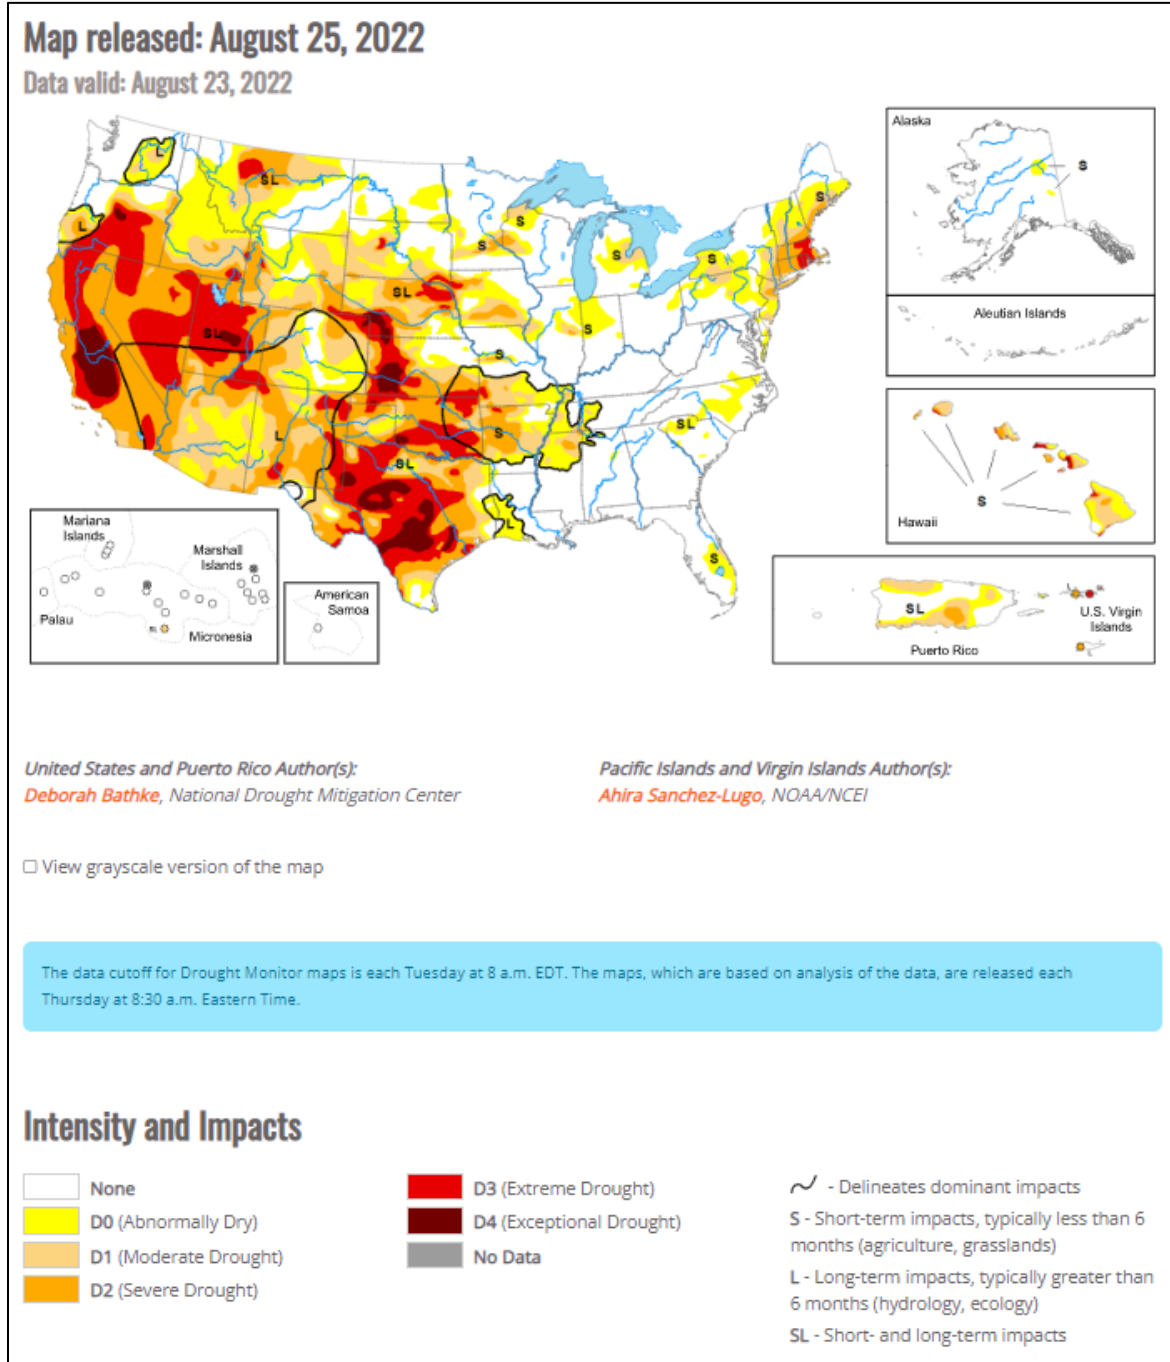 Map released: August 25, 2022
Data valid: August 23, 2022
Alaska
S
Aleutian Islands
L
SL
L
S
S
S
S
S
SL
SL
S
S
L
S
SL
SL
L
S
S
Hawaii
Mariana
Islands
Marshall
Islands
Palau
Micronesia
American
Samoa
SL
U.S. Virgin
Islands
Puerto Rico
United States and Puerto Rico Author(s):
Deborah Bathke, National Drought Mitigation Center
Pacific Islands and Virgin Islands Author(s):
Ahira Sanchez-Lugo, NOAA/NCEI
View grayscale version of the map
The data cutoff for Drought Monitor maps is each Tuesday at 8 a.m. EDT. The maps, which are based on analysis of the data, are released each
Thursday at 8:30 a.m. Eastern Time.
Intensity and Impacts
None
D0 (Abnormally Dry)
D1 (Moderate Drought)
D2 (Severe Drought)
D3 (Extreme Drought)
D4 (Exceptional Drought)
No Data
- Delineates dominant impacts
S - Short-term impacts, typically less than 6
months (agriculture, grasslands)
L - Long-term impacts, typically greater than
6 months (hydrology, ecology)
SL - Short- and long-term impacts